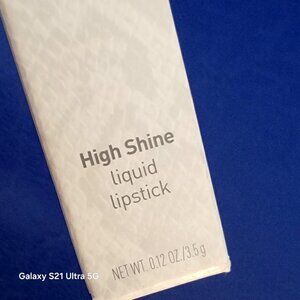 High Shine
liquid
lipstick
NET WT. 0.12 OZ./3.5 g
Galaxy S21 Ultra 5G